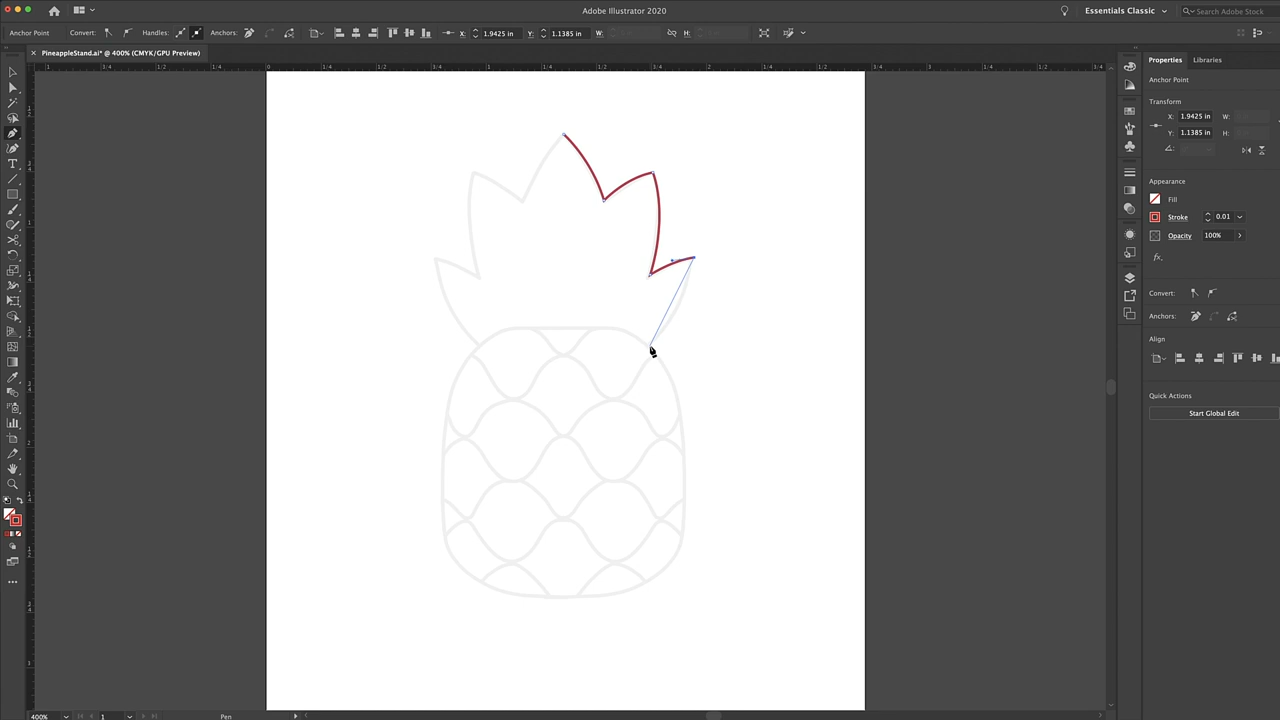 Adobe Illustrator 2020
Essentials Classic
Search Adobe Stock
Anchor Point
Convert:
Handles:
Anchors:
X:
1.9425 in
Y:
1.1385 in
W:
H:
PineappleStand.ai* @ 400% (CMYK/GPU Preview)
Properties
Libraries
Anchor Point
Transform
X:
1.9425 in
W:
Y:
1.1385 in
H:
Appearance
Fill
Stroke
0.01
Opacity
100%
fx.
Convert:
Anchors:
Align
Quick Actions
Start Global Edit
400%
1
Pen